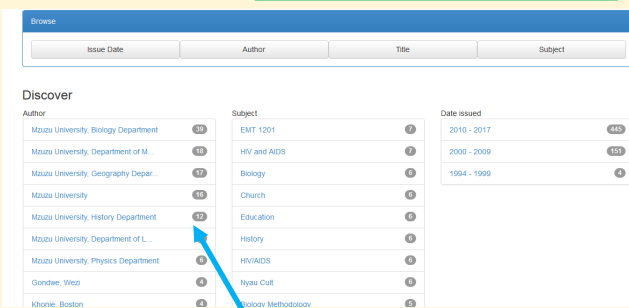 Browse
Issue Date Author Title Subject
Discover
Author
Mzuzu University, Biology Department 39
Mzuzu University, Department of M... 18
Mzuzu University, Geography Depar... 17
Mzuzu University 16
Mzuzu University, History Department 12
Mzuzu University, Department of L...
Mzuzu University, Physics Department 6
Gondwe, Wezi 4
Khonje, Boston 4
Subject
EMT 1201 7
HIV and AIDS 7
Biology 6
Church 6
Education 6
History 6
HIV/AIDS 6
Nyau Cult 6
Biology Methodology 5
Date issued
2010 - 2017 445
2000 - 2009 151
1994 - 1999 4